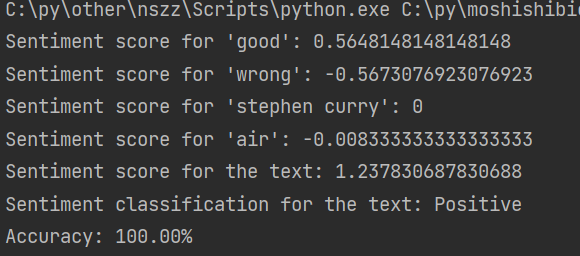 C:\py\other\nszz\Scripts\python.exe C:\py\moshishibi
Sentiment score for 'good': 0.5648148148148148
Sentiment score for 'wrong': -0.5673076923076923
Sentiment score for 'stephen curry': 0
Sentiment score for 'air': -0.008333333333333333
Sentiment score for the text: 1.237830687830688
Sentiment classification for the text: Positive
Accuracy: 100.00%